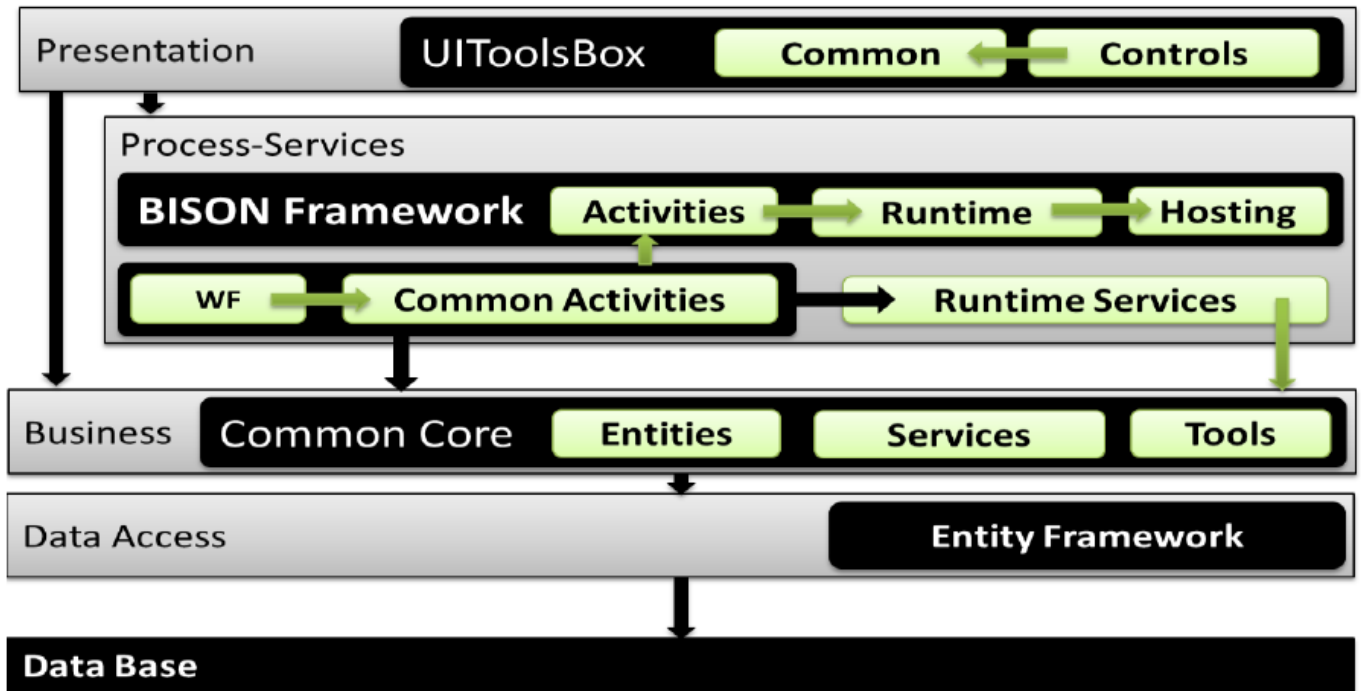 Presentation UIToolsBox Common Controls
Process-Services
BISON Framework Activities Runtime Hosting
WF Common Activities Runtime Services
Business Common Core Entities Services Tools
Data Access Entity Framework
Data Base